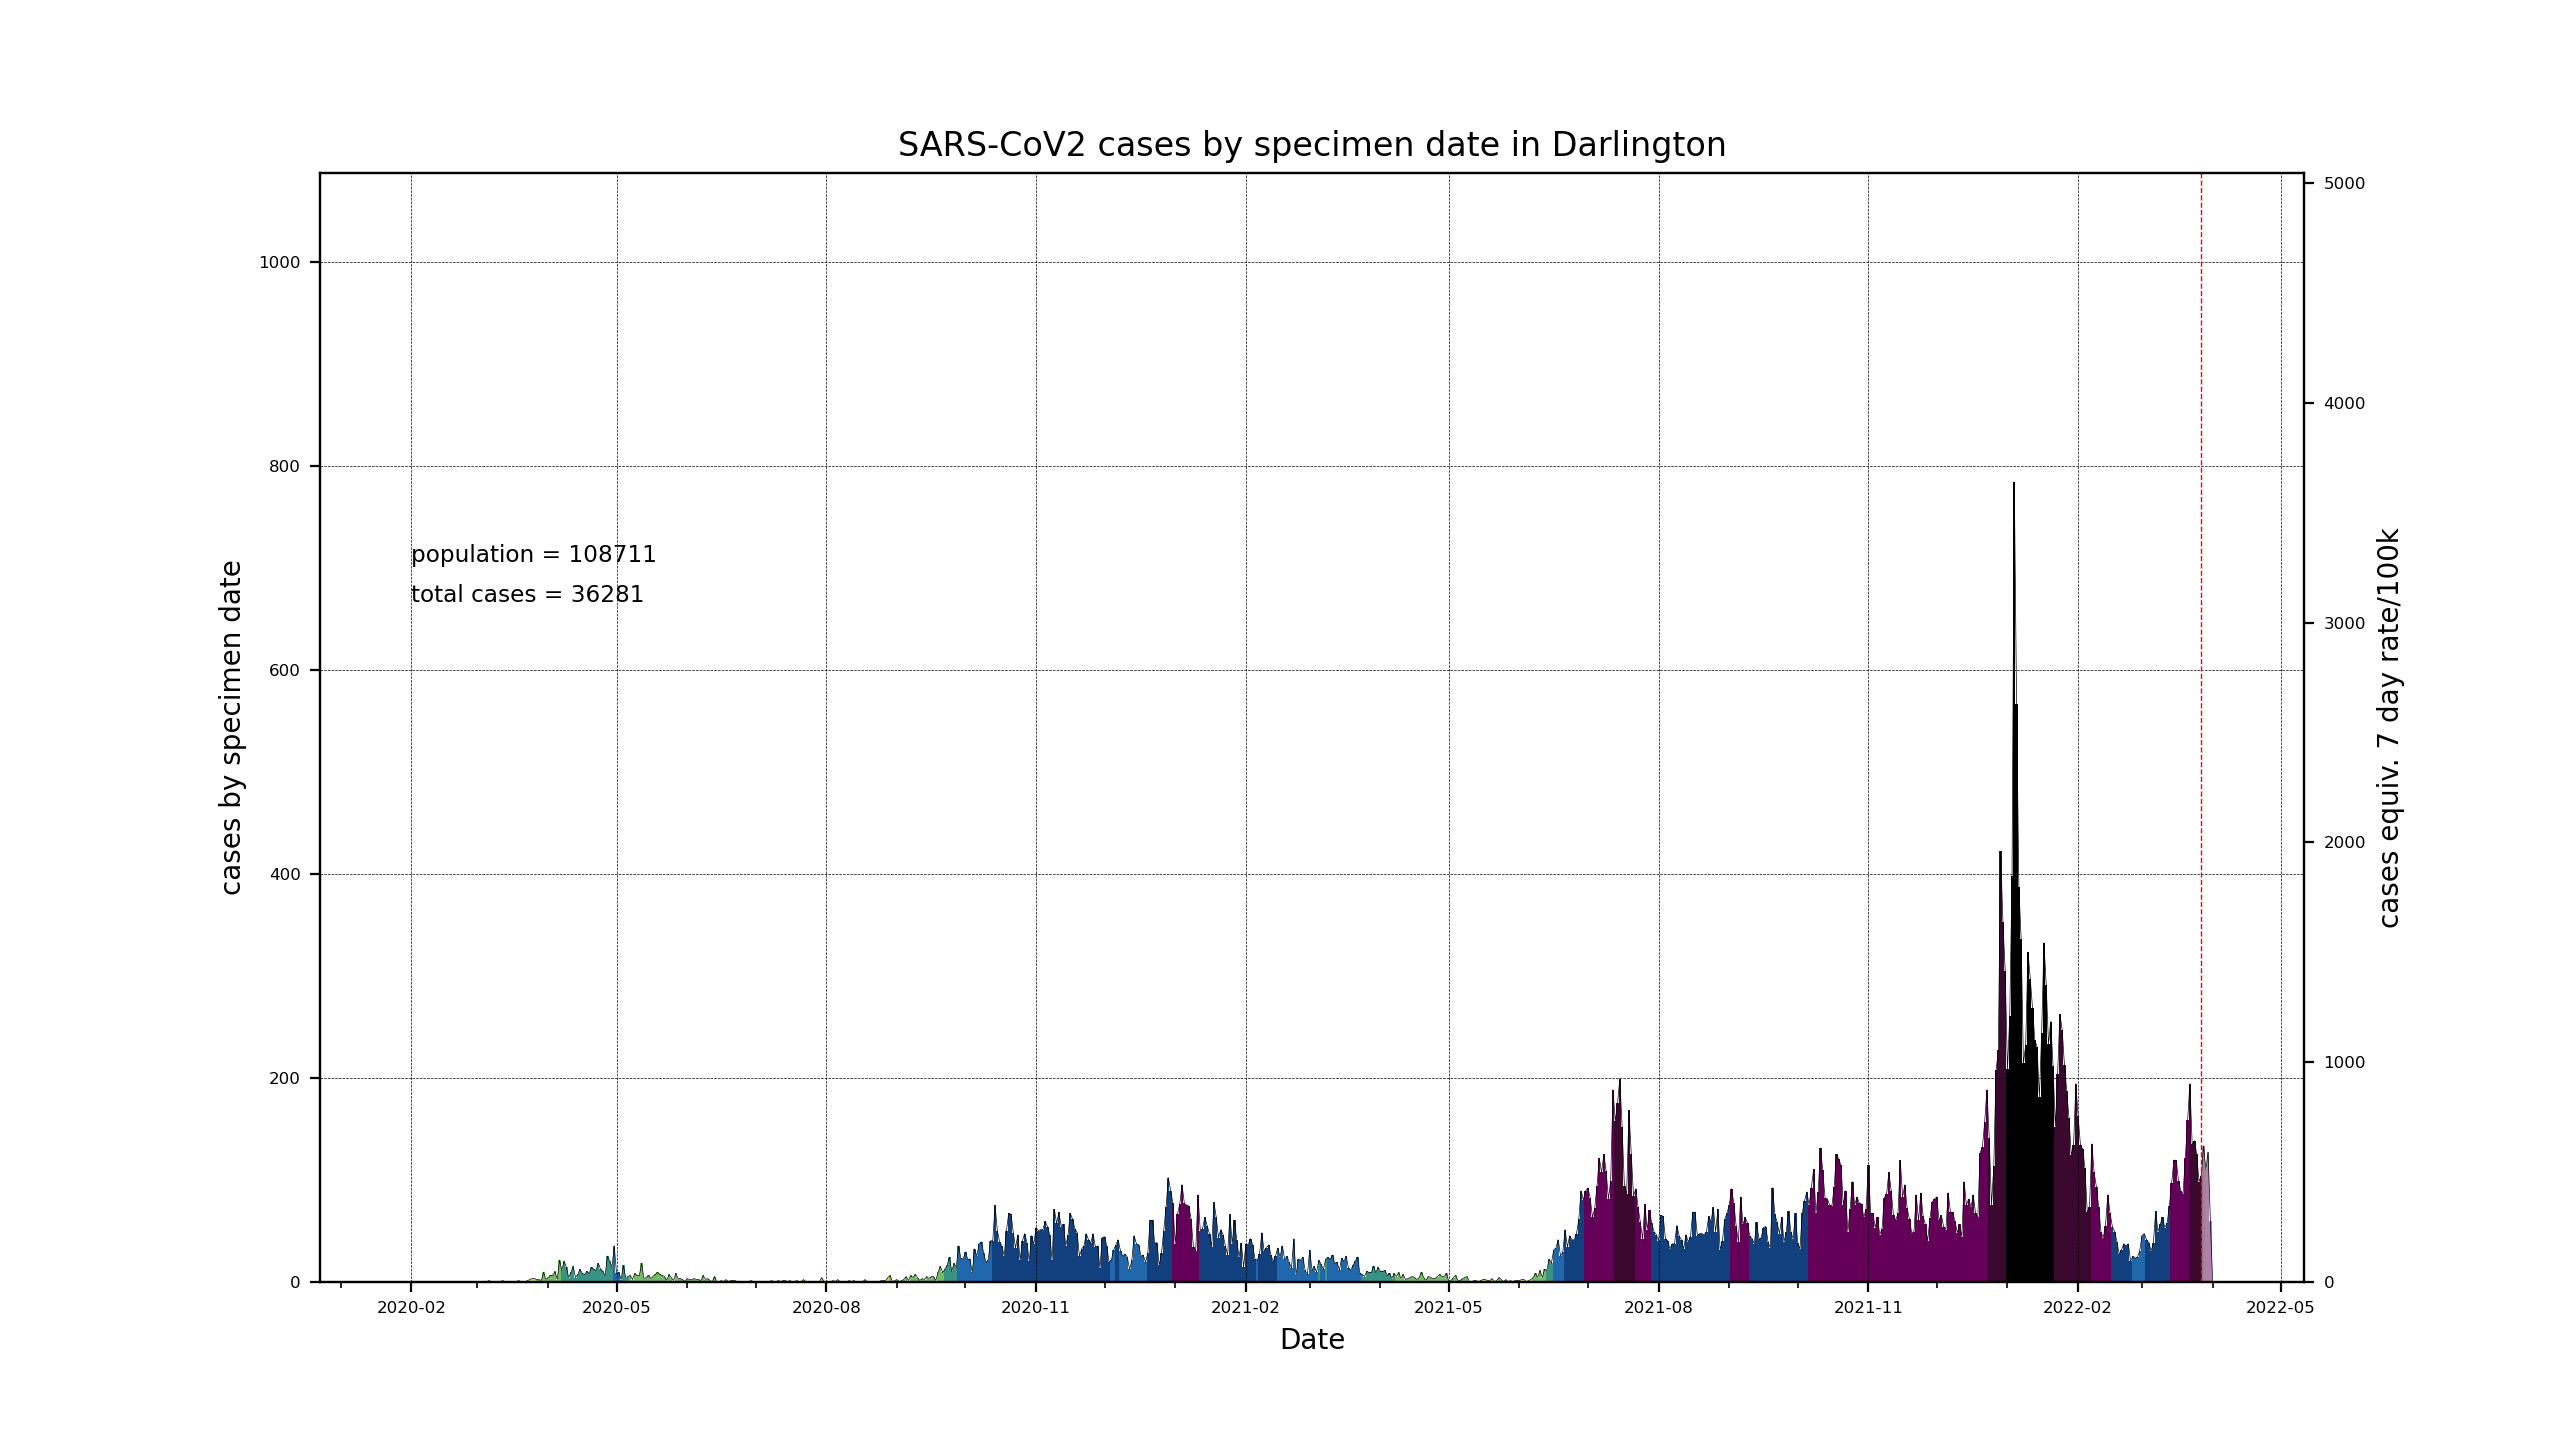 SARS-CoV2 cases by specimen date in Darlington
cases by specimen date
1000
800
600
400
200
0
population = 108711
total cases = 36281
5000
4000
3000
2000
1000
0
cases equiv. 7 day rate/100k
2020-02 2020-05 2020-08 2020-11 2021-02 2021-05 2021-08 2021-11 2022-02 2022-05
Date